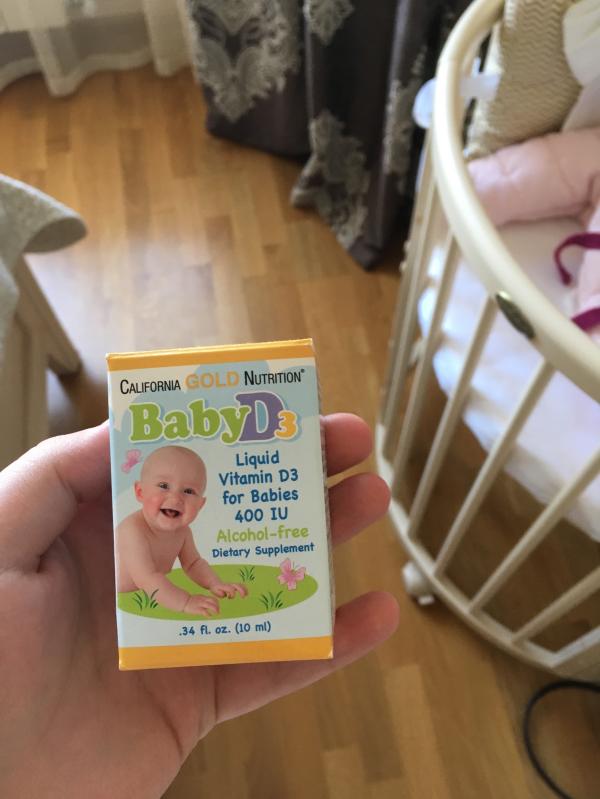 CALIFORNIA GOLD NUTRITION®
BabyD3
Liquid
Vitamin D3
for Babies
400 IU
Alcohol-free
Dietary Supplement
.34 fl. oz. (10 ml)